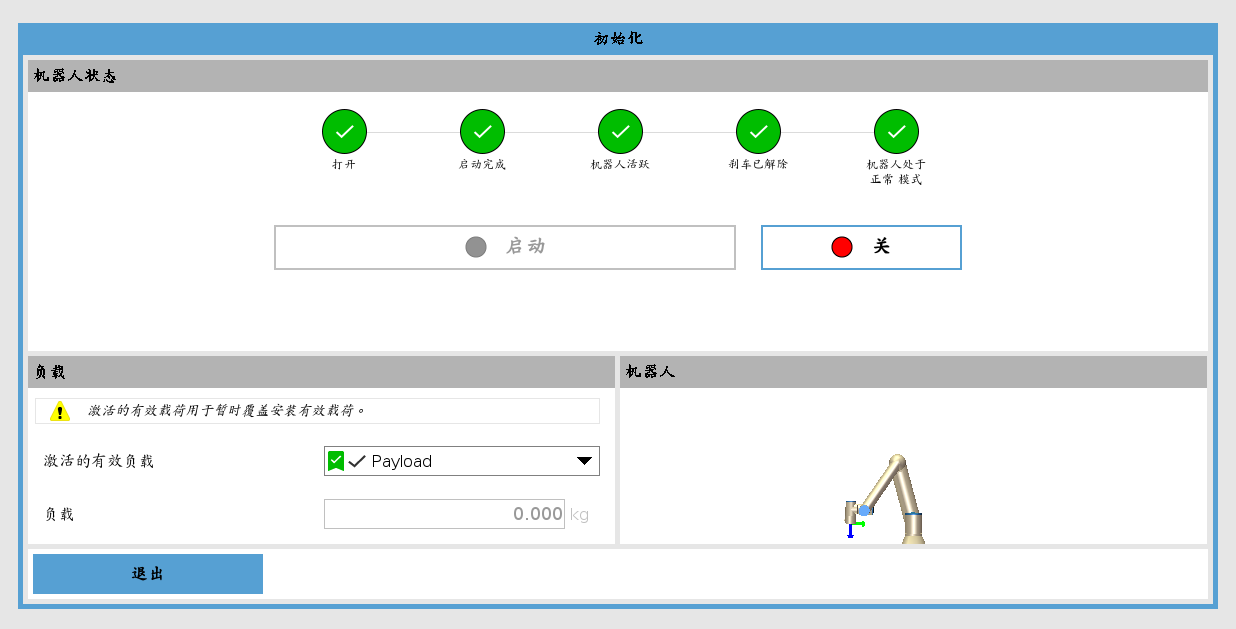 初始化
机器人状态
打开
启动完成
机器人活跃
刹车已解除
机器人处于
正常 模式
启动
关
负载
机器人
激活的有效载荷用于暂时覆盖安装有效载荷。
激活的有效负载
Payload
负载
0.000 kg
退出